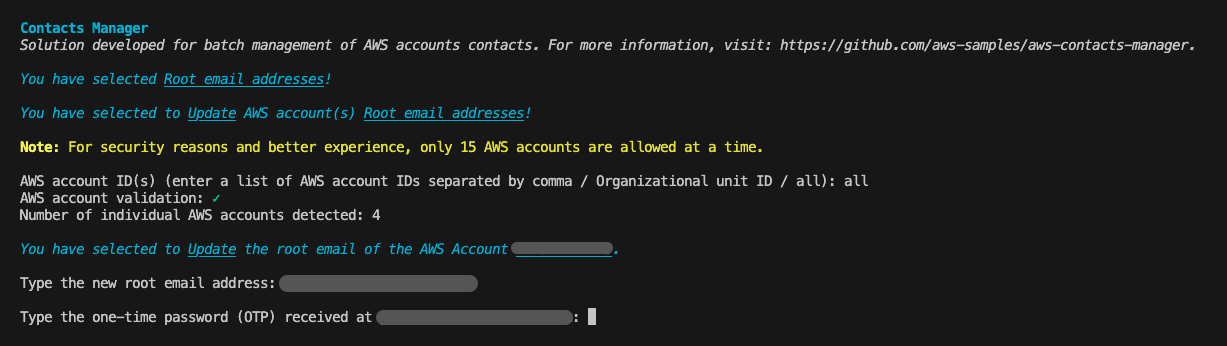 Contacts Manager
Solution developed for batch management of AWS accounts contacts. For more information, visit: https://github.com/aws-samples/aws-contacts-manager.
You have selected Root email addresses!
You have selected to Update AWS account(s) Root email addresses!
Note: For security reasons and better experience, only 15 AWS accounts are allowed at a time.
AWS account ID(s) (enter a list of AWS account IDs separated by comma / Organizational unit ID / all): all
AWS account validation: ✓
Number of individual AWS accounts detected: 4
You have selected to Update the root email of the AWS Account .
Type the new root email address:
Type the one-time password (OTP) received at :